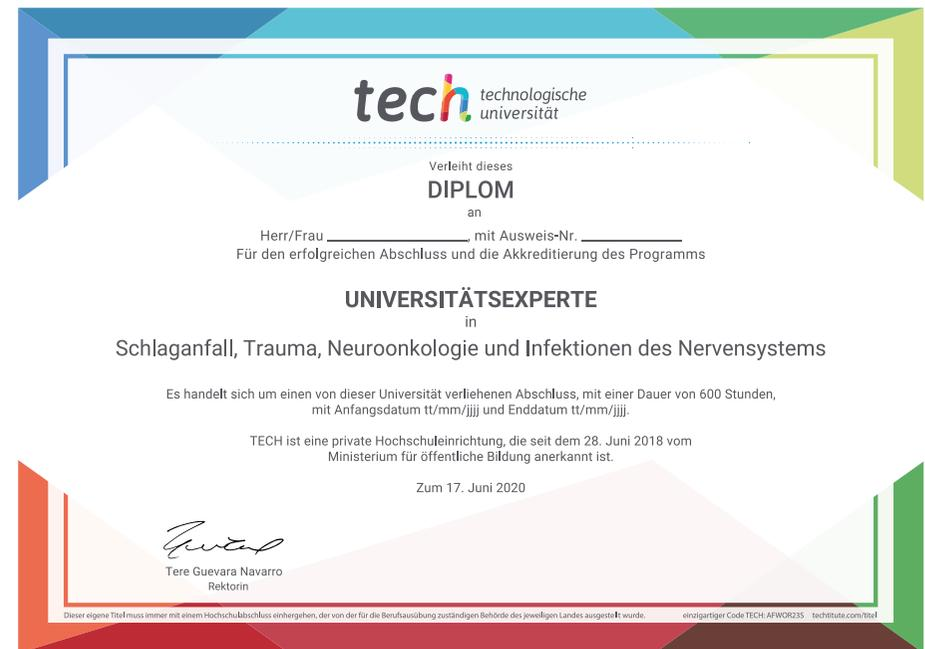 tech technologische
universität
Verleiht dieses
DIPLOM
an
Herr/Frau ____________________, mit Ausweis-Nr. ______________
Für den erfolgreichen Abschluss und die Akkreditierung des Programms
UNIVERSITÄTSEXPERTE
in
Schlaganfall, Trauma, Neuroonkologie und Infektionen des Nervensystems
Es handelt sich um einen von dieser Universität verliehenen Abschluss, mit einer Dauer von 600 Stunden,
mit Anfangsdatum tt/mm/jjjj und Enddatum tt/mm/jjjj.
TECH ist eine private Hochschuleinrichtung, die seit dem 28. Juni 2018 vom
Ministerium für öffentliche Bildung anerkannt ist.
Zum 17. Juni 2020
Tere Guevara Navarro
Rektorin
Dieser eigene Titel muss immer mit einem Hochschulabschluss einhergehen, der von der für die Berufsausübung zuständigen Behörde des jeweiligen Landes ausgestellt wurde. einzigartiger Code TECH: AFWOR23S techtitute.com/titel